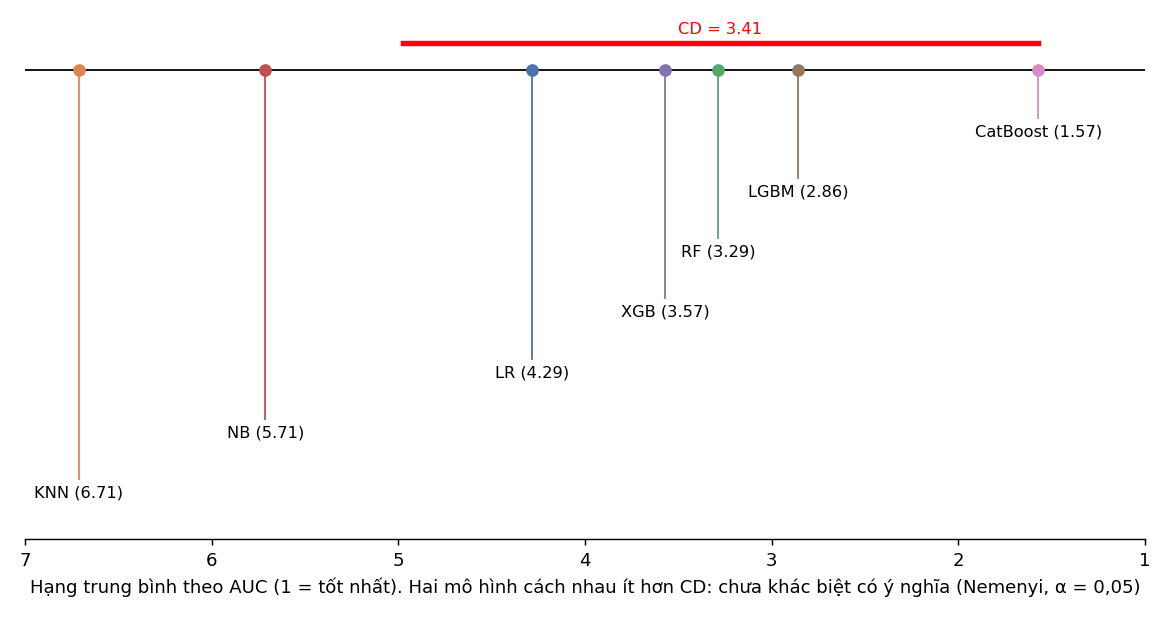 CD = 3.41
CatBoost (1.57)
LGBM (2.86)
RF (3.29)
XGB (3.57)
LR (4.29)
NB (5.71)
KNN (6.71)
7 6 5 4 3 2 1
Hạng trung bình theo AUC (1 = tốt nhất). Hai mô hình cách nhau ít hơn CD: chưa khác biệt có ý nghĩa (Nemenyi, α = 0,05)